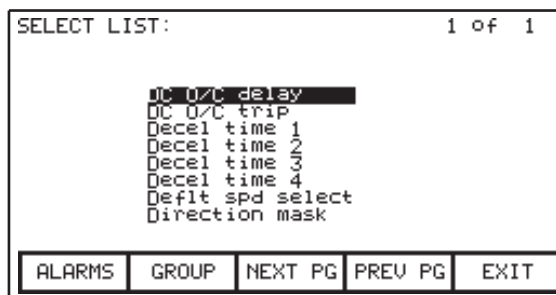 SELECT LIST: 1 Of 1
DC O/C delay
DC O/C trip
Decel time 1
Decel time 2
Decel time 3
Decel time 4
Deflt spd select
Direction mask
ALARMS GROUP NEXT PG PREV PG EXIT